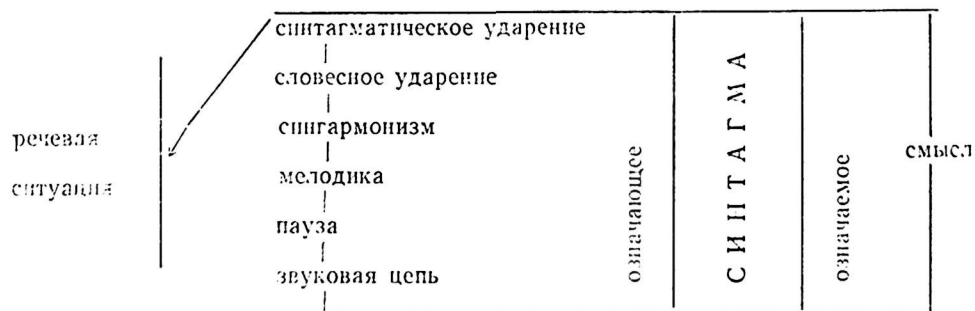 синтагматическое ударение
словесное ударение
сингармонизм
мелодика
пауза
звуковая цепь
речевая
ситуация
означающее
СИНТАГМА
означаемое
смысл